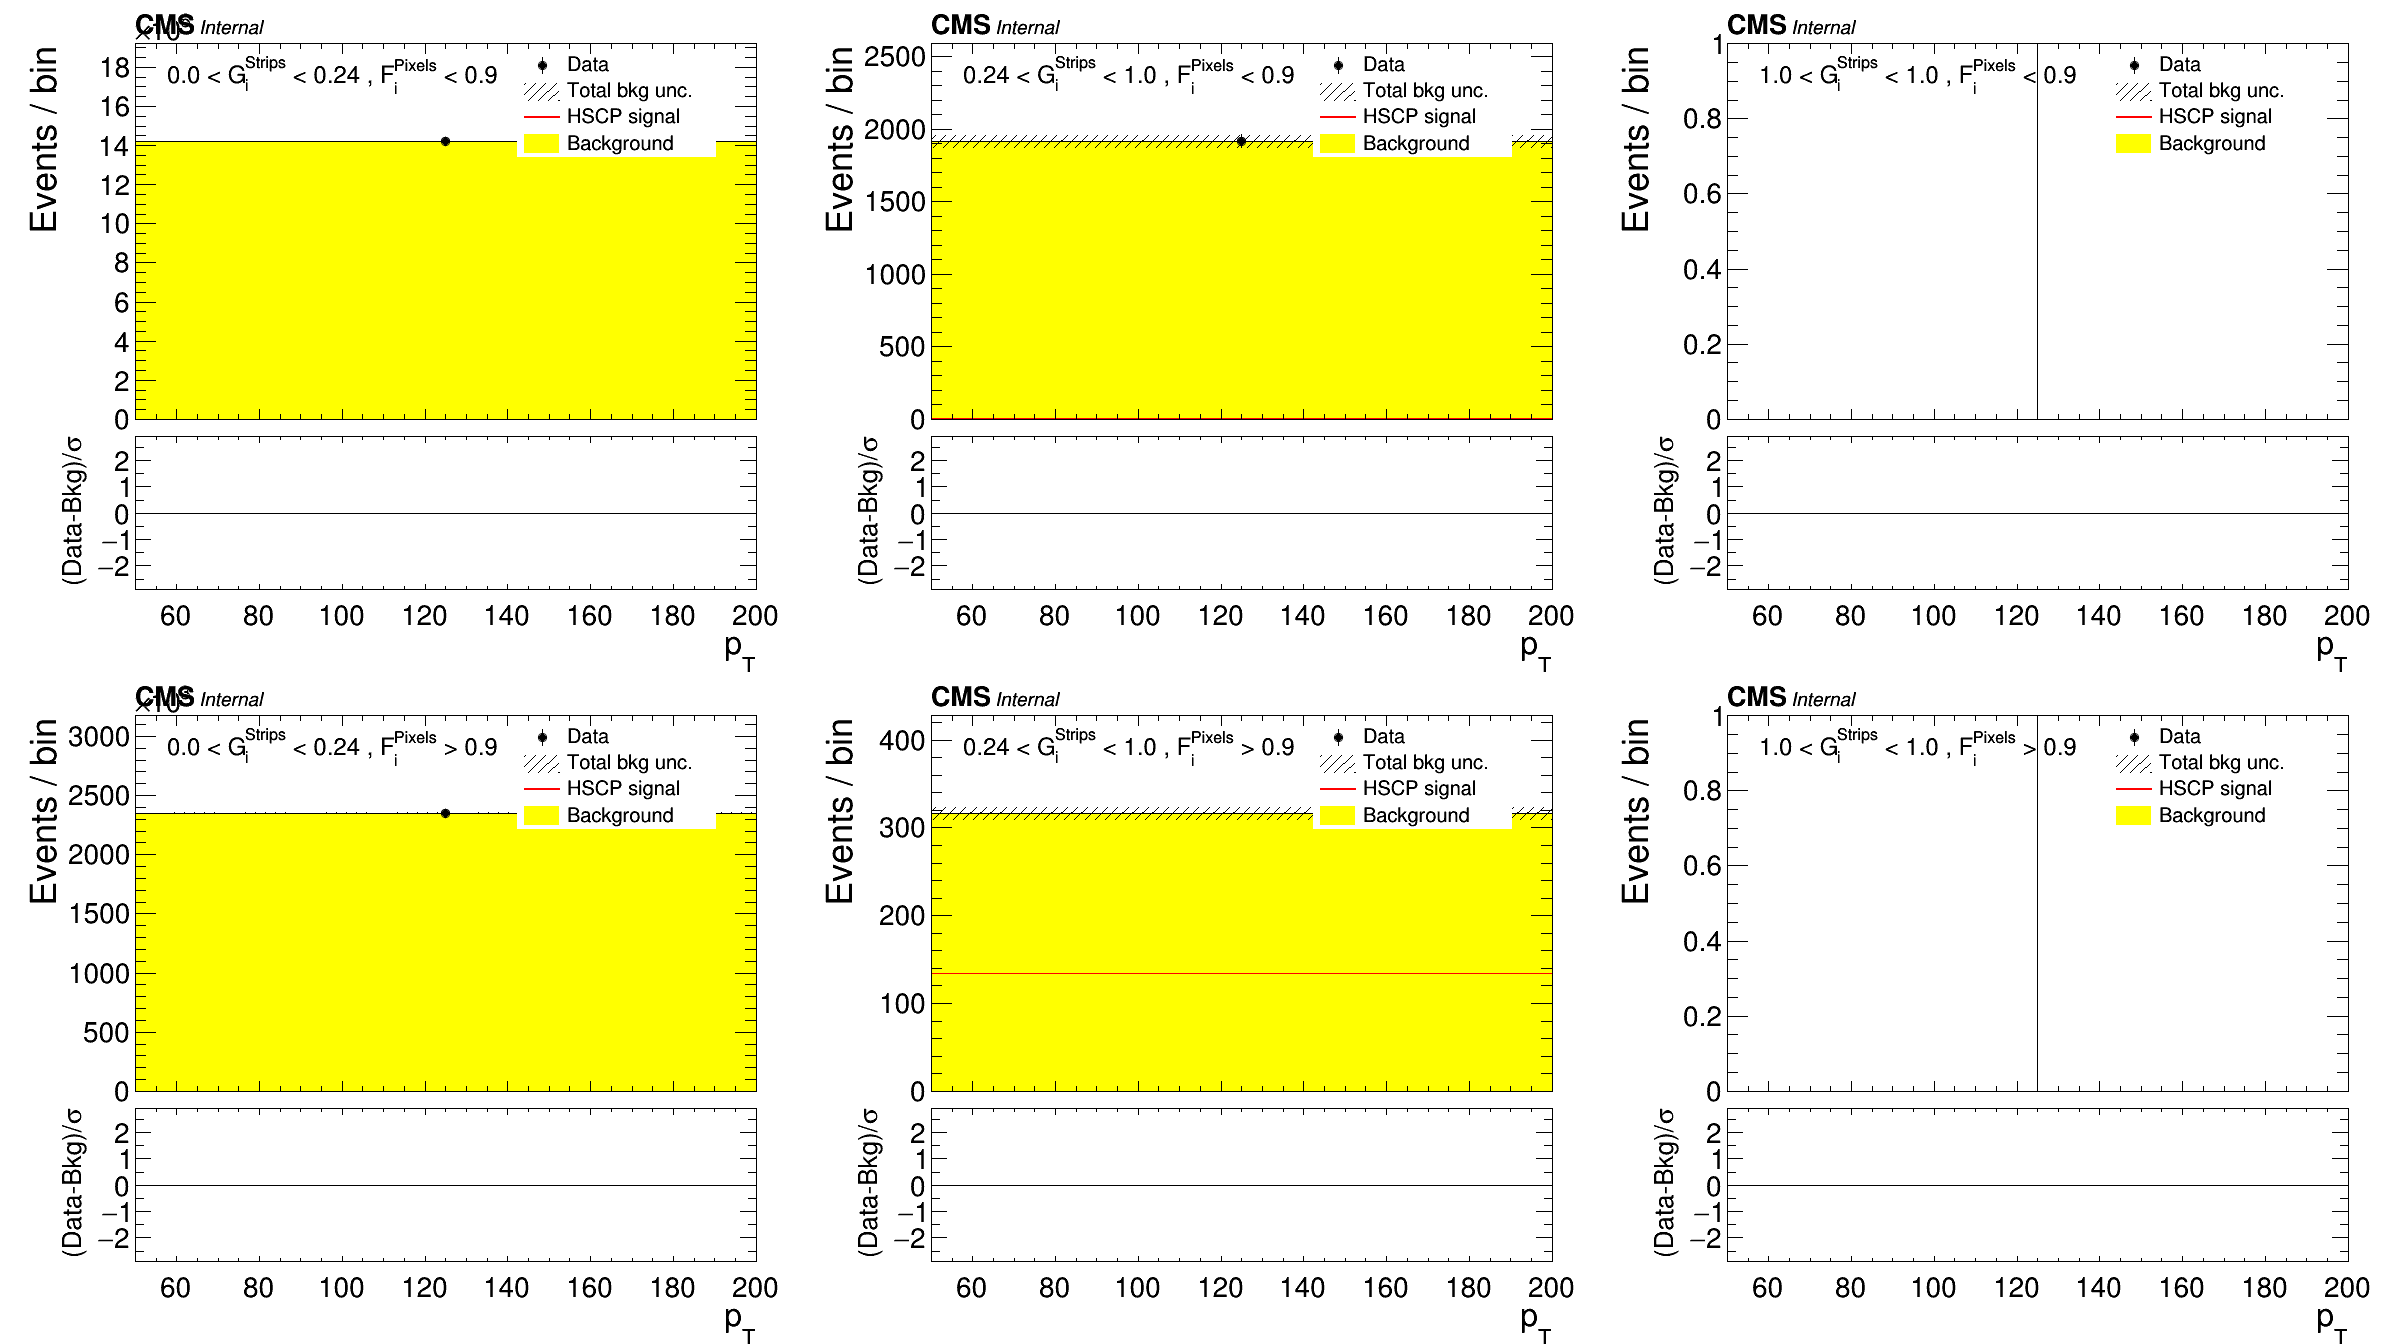 CMS Internal
Events / bin
0.0 < G_i^Strips < 0.24 , F_i^Pixels < 0.9
Data
Total bkg unc.
HSCP signal
Background
18
16
14
12
10
8
6
4
2
0
(Data-Bkg)/σ
2
1
0
−1
−2
60 80 100 120 140 160 180 200
p_T
CMS Internal
Events / bin
0.24 < G_i^Strips < 1.0 , F_i^Pixels < 0.9
Data
Total bkg unc.
HSCP signal
Background
2500
2000
1500
1000
500
0
(Data-Bkg)/σ
2
1
0
−1
−2
60 80 100 120 140 160 180 200
p_T
CMS Internal
Events / bin
1.0 < G_i^Strips < 1.0 , F_i^Pixels < 0.9
Data
Total bkg unc.
HSCP signal
Background
1
0.8
0.6
0.4
0.2
0
(Data-Bkg)/σ
2
1
0
−1
−2
60 80 100 120 140 160 180 200
p_T
CMS Internal
Events / bin
0.0 < G_i^Strips < 0.24 , F_i^Pixels > 0.9
Data
Total bkg unc.
HSCP signal
Background
3000
2500
2000
1500
1000
500
0
(Data-Bkg)/σ
2
1
0
−1
−2
60 80 100 120 140 160 180 200
p_T
CMS Internal
Events / bin
0.24 < G_i^Strips < 1.0 , F_i^Pixels > 0.9
Data
Total bkg unc.
HSCP signal
Background
400
300
200
100
0
(Data-Bkg)/σ
2
1
0
−1
−2
60 80 100 120 140 160 180 200
p_T
CMS Internal
Events / bin
1.0 < G_i^Strips < 1.0 , F_i^Pixels > 0.9
Data
Total bkg unc.
HSCP signal
Background
1
0.8
0.6
0.4
0.2
0
(Data-Bkg)/σ
2
1
0
−1
−2
60 80 100 120 140 160 180 200
p_T